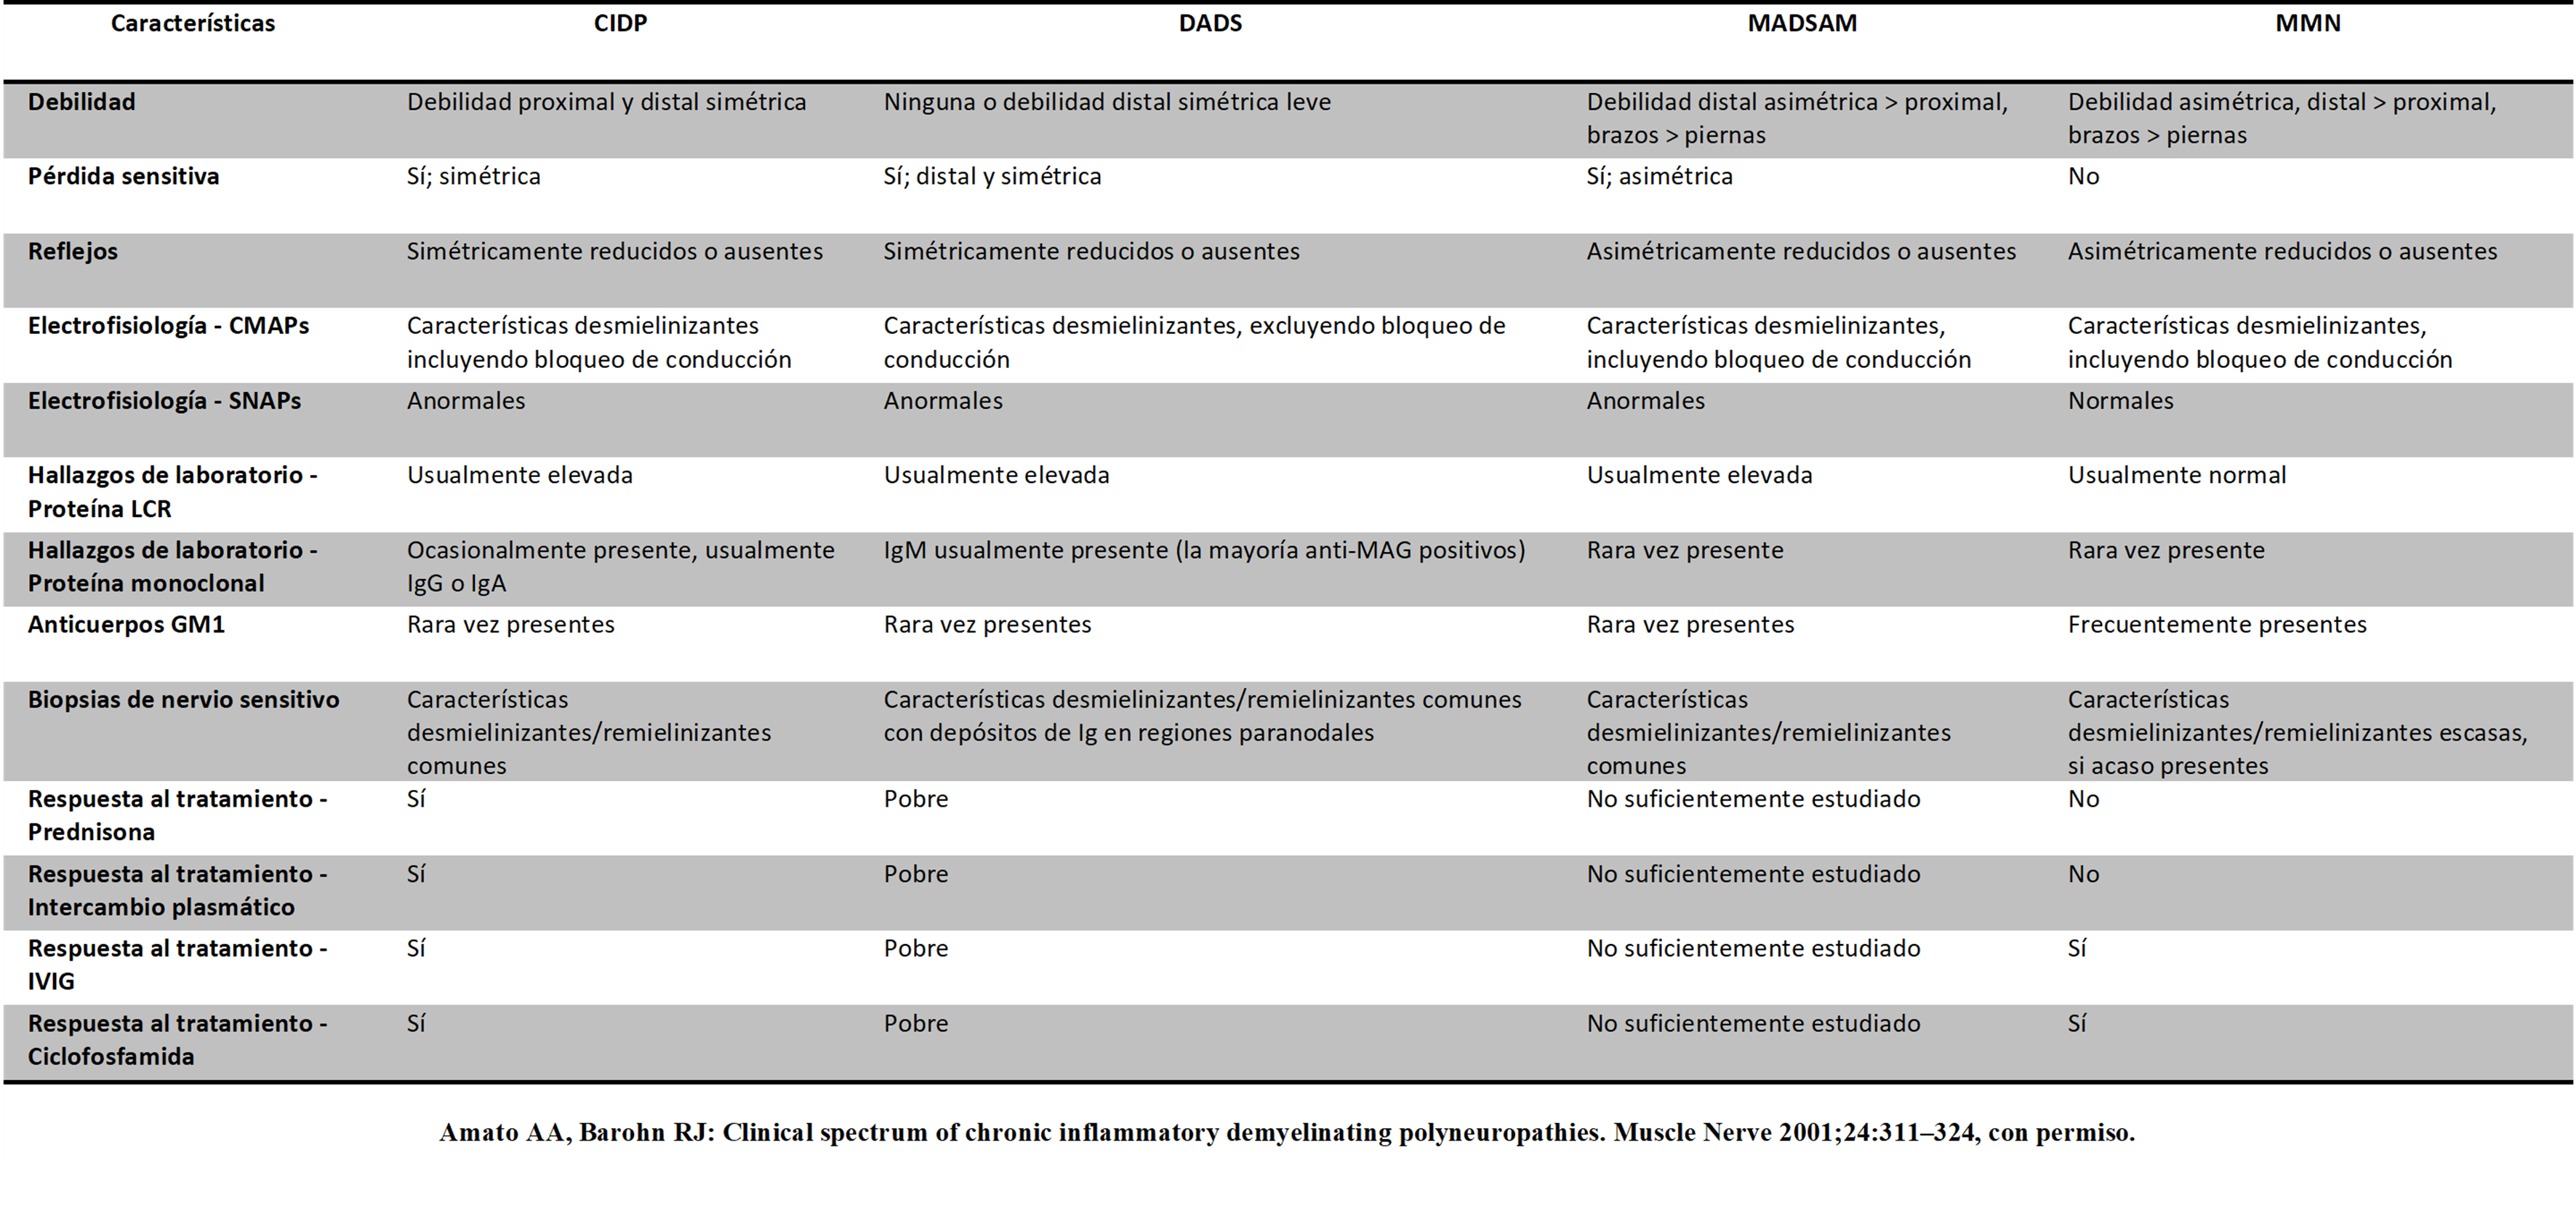 Características CIDP DADS MADSAM MMN
Debilidad Debilidad proximal y distal simétrica Ninguna o debilidad distal simétrica leve Debilidad distal asimétrica > proximal, Debilidad asimétrica, distal > proximal,
brazos > piernas brazos > piernas
Pérdida sensitiva Sí; simétrica Sí; distal y simétrica Sí; asimétrica No
Reflejos Simétricamente reducidos o ausentes Simétricamente reducidos o ausentes Asimétricamente reducidos o ausentes Asimétricamente reducidos o ausentes
Electrofisiología - CMAPs Características desmielinizantes Características desmielinizantes, excluyendo bloqueo de Características desmielinizantes, Características desmielinizantes,
incluyendo bloqueo de conducción conducción incluyendo bloqueo de conducción incluyendo bloqueo de conducción
Electrofisiología - SNAPs Anormales Anormales Anormales Normales
Hallazgos de laboratorio - Usualmente elevada Usualmente elevada Usualmente elevada Usualmente normal
Proteína LCR
Hallazgos de laboratorio - Ocasionalmente presente, usualmente IgM usualmente presente (la mayoría anti-MAG positivos) Rara vez presente Rara vez presente
Proteína monoclonal IgG o IgA
Anticuerpos GM1 Rara vez presentes Rara vez presentes Rara vez presentes Frecuentemente presentes
Biopsias de nervio sensitivo Características Características desmielinizantes/remielinizantes comunes Características Características
desmielinizantes/remielinizantes con depósitos de Ig en regiones paranodales desmielinizantes/remielinizantes desmielinizantes/remielinizantes escasas,
comunes comunes si acaso presentes
Respuesta al tratamiento - Sí Pobre No suficientemente estudiado No
Prednisona
Respuesta al tratamiento - Sí Pobre No suficientemente estudiado No
Intercambio plasmático
Respuesta al tratamiento - Sí Pobre No suficientemente estudiado Sí
IVIG
Respuesta al tratamiento - Sí Pobre No suficientemente estudiado Sí
Ciclofosfamida
Amato AA, Barohn RJ: Clinical spectrum of chronic inflammatory demyelinating polyneuropathies. Muscle Nerve 2001;24:311–324, con permiso.